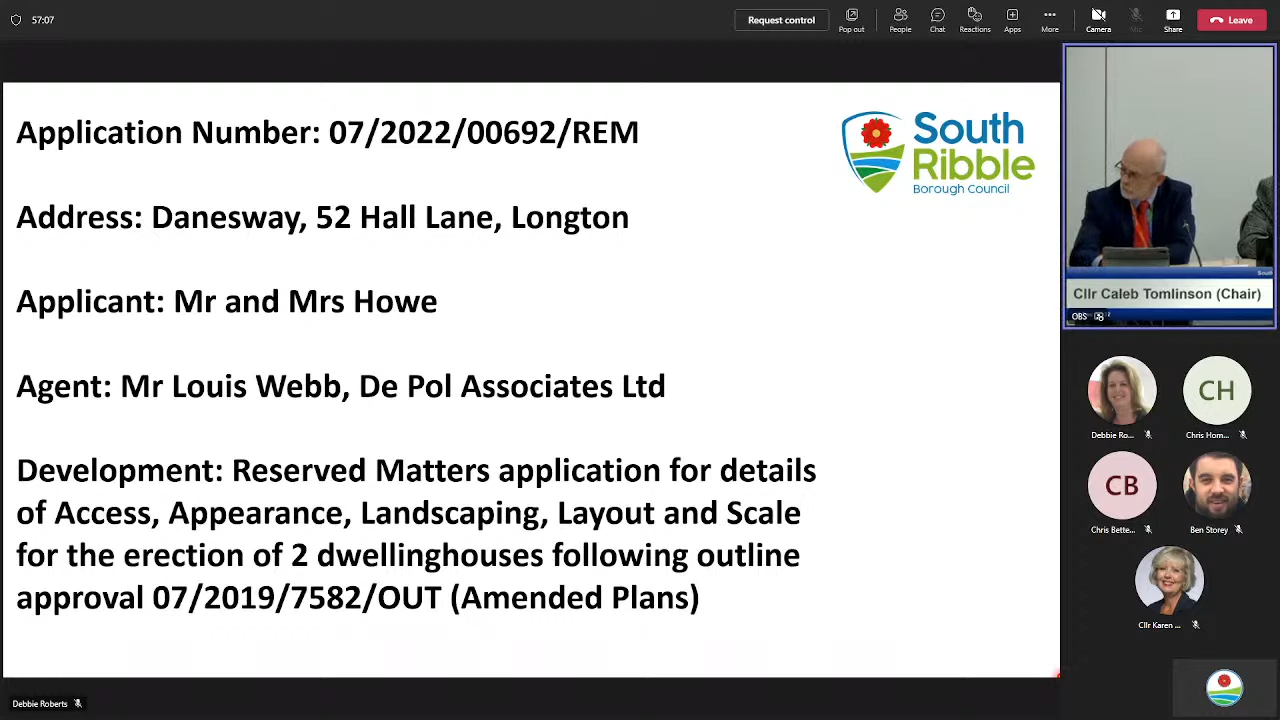 57:07
Request control
Pop out
People
Chat
Reactions
Apps
More
Camera
Mic
Share
Leave
Application Number: 07/2022/00692/REM
South
Ribble
Borough Council
Address: Danesway, 52 Hall Lane, Longton
Applicant: Mr and Mrs Howe
Agent: Mr Louis Webb, De Pol Associates Ltd
Development: Reserved Matters application for details
of Access, Appearance, Landscaping, Layout and Scale
for the erection of 2 dwellinghouses following outline
approval 07/2019/7582/OUT (Amended Plans)
Cllr Caleb Tomlinson (Chair)
OBS
Debbie Ro...
CH
Chris Hom...
CB
Chris Bette...
Ben Storey
Cllr Karen ...
Debbie Roberts